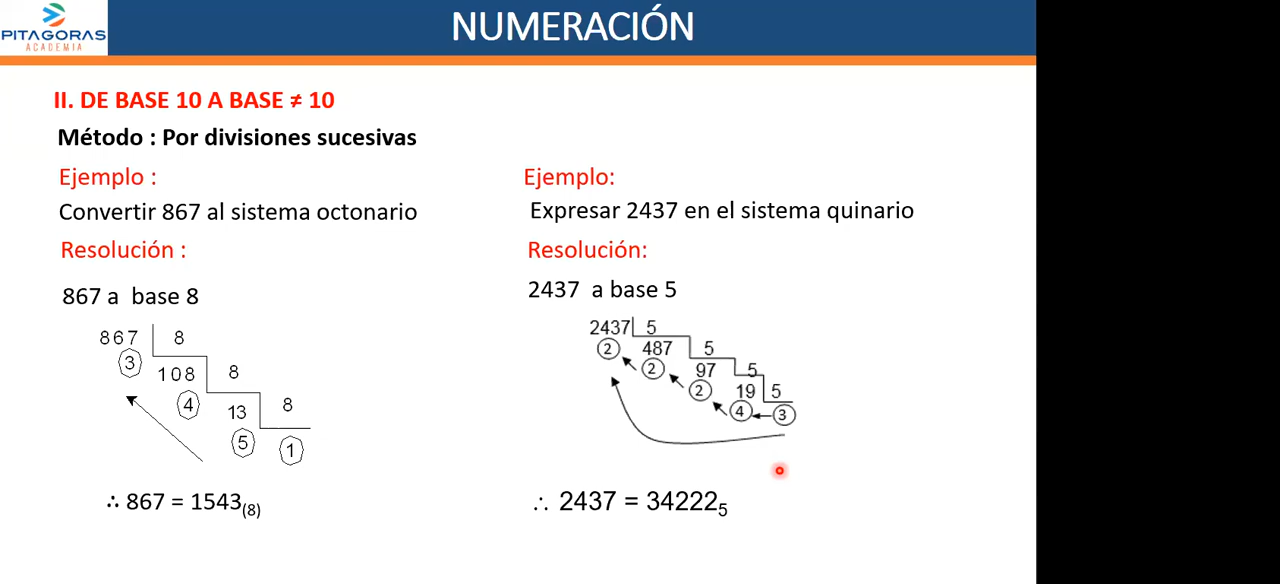 PITAGORAS
ACADEMIA
NUMERACIÓN
II. DE BASE 10 A BASE ≠ 10
Método : Por divisiones sucesivas
Ejemplo :
Convertir 867 al sistema octonario
Resolución :
867 a base 8
867 8
3 108 8
4 13 8
5 1
∴ 867 = 1543(8)
Ejemplo:
Expresar 2437 en el sistema quinario
Resolución:
2437 a base 5
2437 5
2 487 5
2 97 5
2 19 5
4 3
∴ 2437 = 34222₅